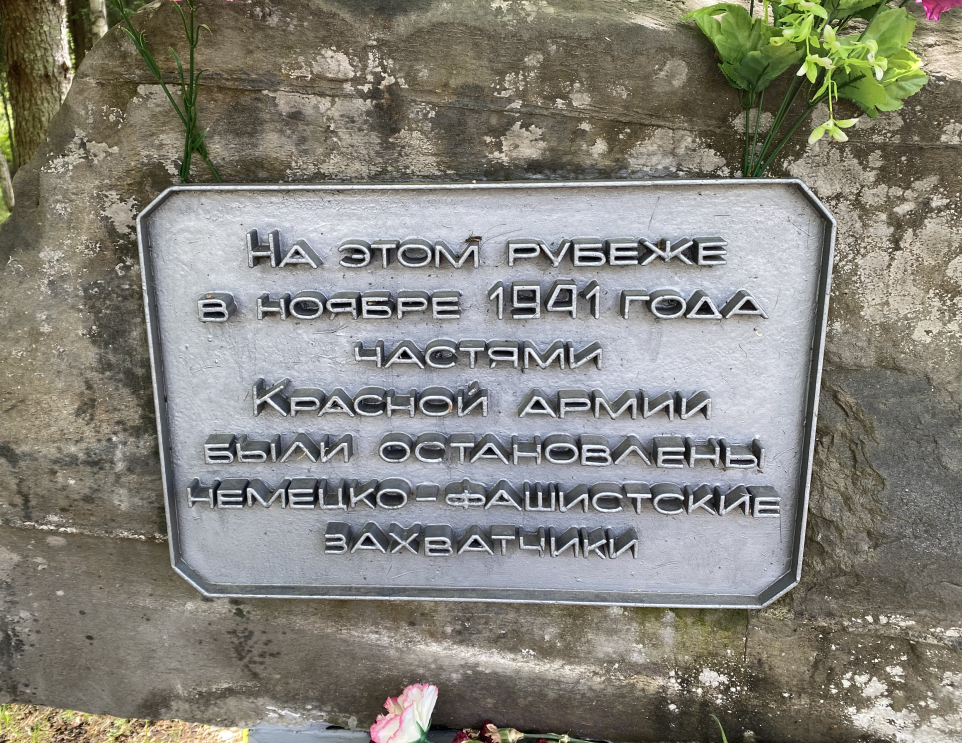 На этом рубеже
в ноябре 1941 года
частями
Красной Армии
были остановлены
немецко-фашистские
захватчики